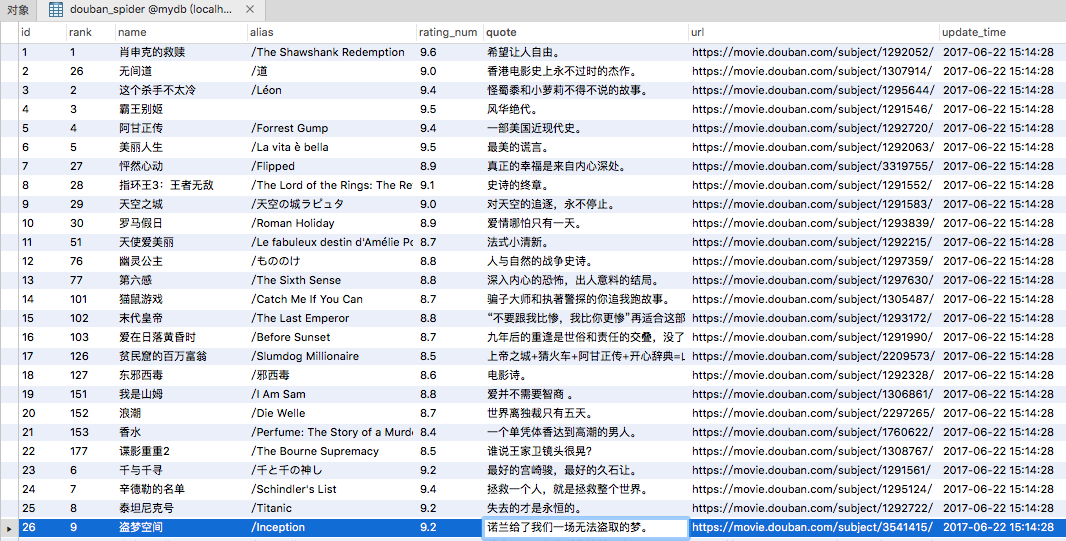 对象 douban_spider @mydb (localh...
id rank name alias rating_num quote url update_time
1 1 肖申克的救赎 /The Shawshank Redemption 9.6 希望让人自由。 https://movie.douban.com/subject/1292052/ 2017-06-22 15:14:28
2 26 无间道 /道 9.0 香港电影史上永不过时的杰作。 https://movie.douban.com/subject/1307914/ 2017-06-22 15:14:28
3 2 这个杀手不太冷 /Léon 9.4 怪蜀黍和小萝莉不得不说的故事。 https://movie.douban.com/subject/1295644/ 2017-06-22 15:14:28
4 3 霸王别姬 9.5 风华绝代。 https://movie.douban.com/subject/1291546/ 2017-06-22 15:14:28
5 4 阿甘正传 /Forrest Gump 9.4 一部美国近现代史。 https://movie.douban.com/subject/1292720/ 2017-06-22 15:14:28
6 5 美丽人生 /La vita è bella 9.5 最美的谎言。 https://movie.douban.com/subject/1292063/ 2017-06-22 15:14:28
7 27 怦然心动 /Flipped 8.9 真正的幸福是来自内心深处。 https://movie.douban.com/subject/3319755/ 2017-06-22 15:14:28
8 28 指环王3：王者无敌 /The Lord of the Rings: The Re 9.1 史诗的终章。 https://movie.douban.com/subject/1291552/ 2017-06-22 15:14:28
9 29 天空之城 /天空の城ラピュタ 9.0 对天空的追逐，永不停止。 https://movie.douban.com/subject/1291583/ 2017-06-22 15:14:28
10 30 罗马假日 /Roman Holiday 8.9 爱情哪怕只有一天。 https://movie.douban.com/subject/1293839/ 2017-06-22 15:14:28
11 51 天使爱美丽 /Le fabuleux destin d'Amélie Po 8.7 法式小清新。 https://movie.douban.com/subject/1292215/ 2017-06-22 15:14:28
12 76 幽灵公主 /もののけ 8.8 人与自然的战争史诗。 https://movie.douban.com/subject/1297359/ 2017-06-22 15:14:28
13 77 第六感 /The Sixth Sense 8.8 深入内心的恐怖，出人意料的结局。 https://movie.douban.com/subject/1297630/ 2017-06-22 15:14:28
14 101 猫鼠游戏 /Catch Me If You Can 8.7 骗子大师和执著警探的你追我跑故事。 https://movie.douban.com/subject/1305487/ 2017-06-22 15:14:28
15 102 末代皇帝 /The Last Emperor 8.8 “不要跟我比惨，我比你更惨”再适合这部 https://movie.douban.com/subject/1293172/ 2017-06-22 15:14:28
16 103 爱在日落黄昏时 /Before Sunset 8.7 九年后的重逢是世俗和责任的交叠，没了 https://movie.douban.com/subject/1291990/ 2017-06-22 15:14:28
17 126 贫民窟的百万富翁 /Slumdog Millionaire 8.5 上帝之城+猜火车+阿甘正传+开心辞典= https://movie.douban.com/subject/2209573/ 2017-06-22 15:14:28
18 127 东邪西毒 /邪西毒 8.6 电影诗。 https://movie.douban.com/subject/1292328/ 2017-06-22 15:14:28
19 151 我是山姆 /I Am Sam 8.8 爱并不需要智商 。 https://movie.douban.com/subject/1306861/ 2017-06-22 15:14:28
20 152 浪潮 /Die Welle 8.7 世界离独裁只有五天。 https://movie.douban.com/subject/2297265/ 2017-06-22 15:14:28
21 153 香水 /Perfume: The Story of a Murde 8.4 一个单凭体香达到高潮的男人。 https://movie.douban.com/subject/1760622/ 2017-06-22 15:14:28
22 177 谍影重重2 /The Bourne Supremacy 8.5 谁说王家卫镜头很晃? https://movie.douban.com/subject/1308767/ 2017-06-22 15:14:28
23 6 千与千寻 /千と千の神し 9.2 最好的宫崎骏，最好的久石让。 https://movie.douban.com/subject/1291561/ 2017-06-22 15:14:28
24 7 辛德勒的名单 /Schindler's List 9.4 拯救一个人，就是拯救整个世界。 https://movie.douban.com/subject/1295124/ 2017-06-22 15:14:28
25 8 泰坦尼克号 /Titanic 9.2 失去的才是永恒的。 https://movie.douban.com/subject/1292722/ 2017-06-22 15:14:28
26 9 盗梦空间 /Inception 9.2 诺兰给了我们一场无法盗取的梦。 https://movie.douban.com/subject/3541415/ 2017-06-22 15:14:28